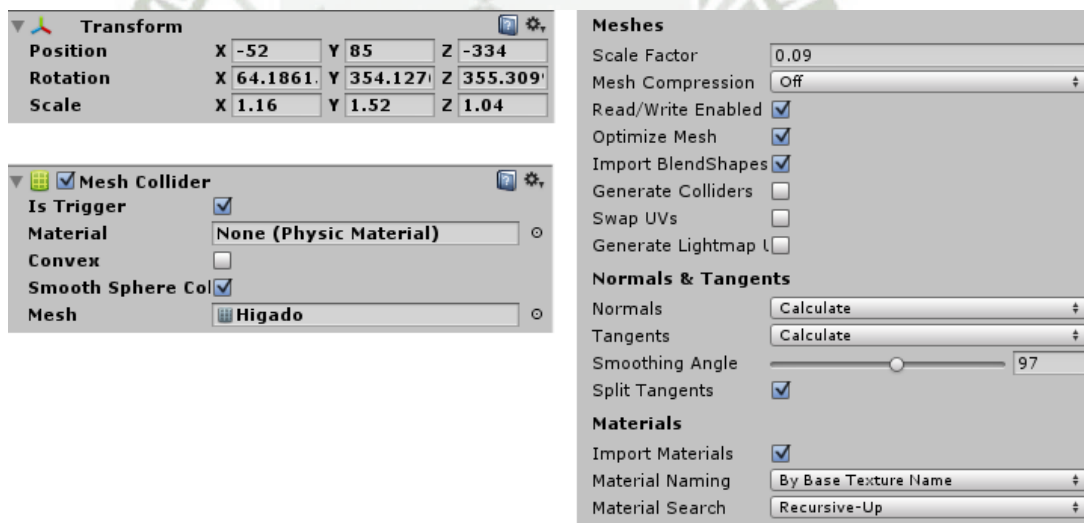 Transform
Position X -52 Y 85 Z -334
Rotation X 64.1861. Y 354.127 Z 355.309
Scale X 1.16 Y 1.52 Z 1.04
Mesh Collider
Is Trigger
Material None (Physic Material)
Convex
Smooth Sphere Col
Mesh Higado
Meshes
Scale Factor 0.09
Mesh Compression Off
Read/Write Enabled
Optimize Mesh
Import BlendShapes
Generate Colliders
Swap UVs
Generate Lightmap
Normals & Tangents
Normals Calculate
Tangents Calculate
Smoothing Angle 97
Split Tangents
Materials
Import Materials
Material Naming By Base Texture Name
Material Search Recursive-Up